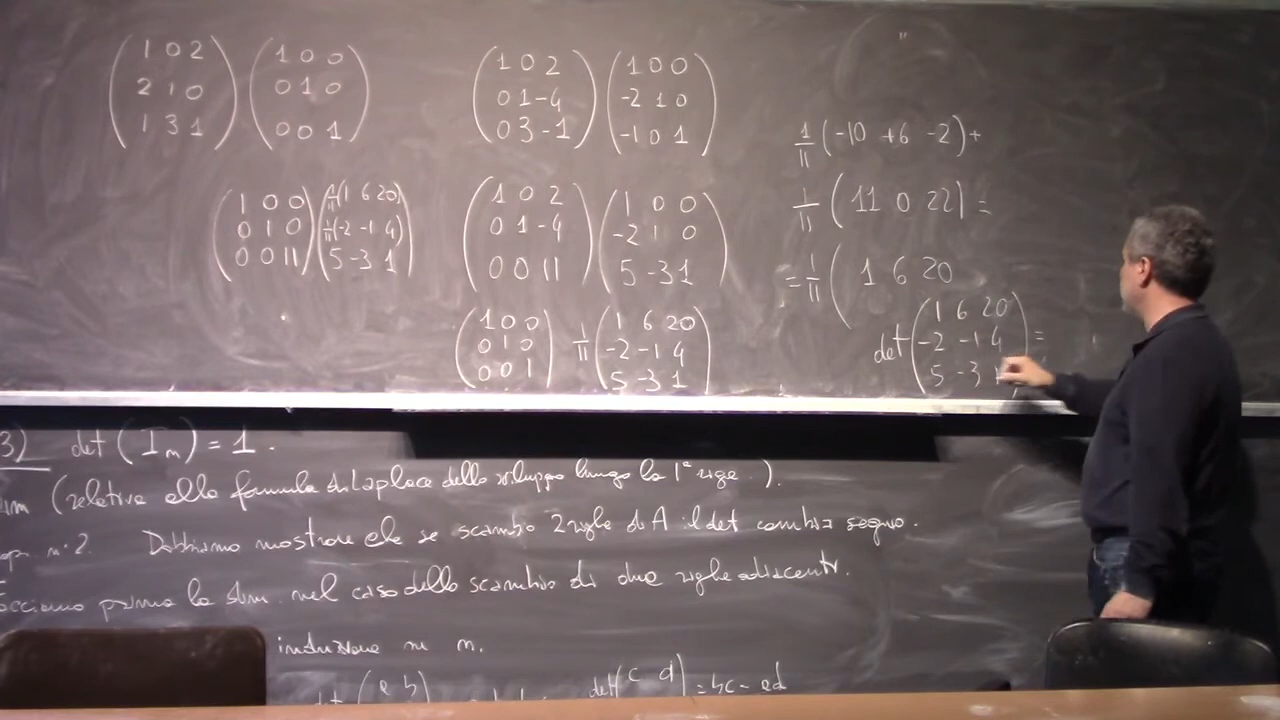 1 0 2
2 1 0
1 3 1
1 0 0
0 1 0
0 0 1
1 0 2
0 1 -4
0 3 -1
1 0 0
-2 1 0
-1 0 1
1/11 (-10 +6 -2)+
1/11 (11 0 22) =
= 1/11 ( 1 6 20
1 0 0
0 1 0
0 0 11
1/11 (1 6 20)
1/11 (-2 -1 4)
5 -3 1
1 0 2
0 1 -4
0 0 11
1 0 0
-2 1 0
5 -3 1
1 0 0
0 1 0
0 0 1
1/11
1 6 20
-2 -1 4
5 -3 1
det
1 6 20
-2 -1 4
5 -3
=
3) det (In) = 1.
(relativa alla formula di Laplace dello sviluppo lungo la 1ª riga.).
n. 2. Dobbiamo mostrare che se scambio 2 righe di A il det cambia segno.
Facciamo prima la dim. nel caso dello scambio di due righe adiacenti.
induzione su n.
det (c d) = bc - ad